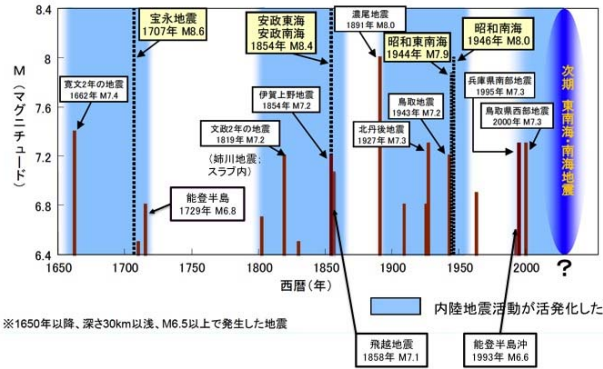 宝永地震
1707年 M8.6
安政東海
安政南海
1854年 M8.4
濃尾地震
1891年 M8.0
昭和東南海
1944年 M7.9
昭和南海
1946年 M8.0
寛文2年の地震
1662年 M7.4
伊賀上野地震
1854年 M7.2
鳥取地震
1943年 M7.2
兵庫県南部地震
1995年 M7.3
文政2年の地震
1819年 M7.2
(姉川地震;
スラブ内)
北丹後地震
1927年 M7.3
鳥取県西部地震
2000年 M7.3
能登半島
1729年 M6.8
次期 東南海・南海地震
M(マグニチュード)
8.4
8
7.6
7.2
6.8
6.4
1650 1700 1750 1800 1850 1900 1950 2000 ?
西暦(年)
内陸地震活動が活発化した
※1650年以降、深さ30km以浅、M6.5以上で発生した地震
飛越地震
1858年 M7.1
能登半島沖
1993年 M6.6